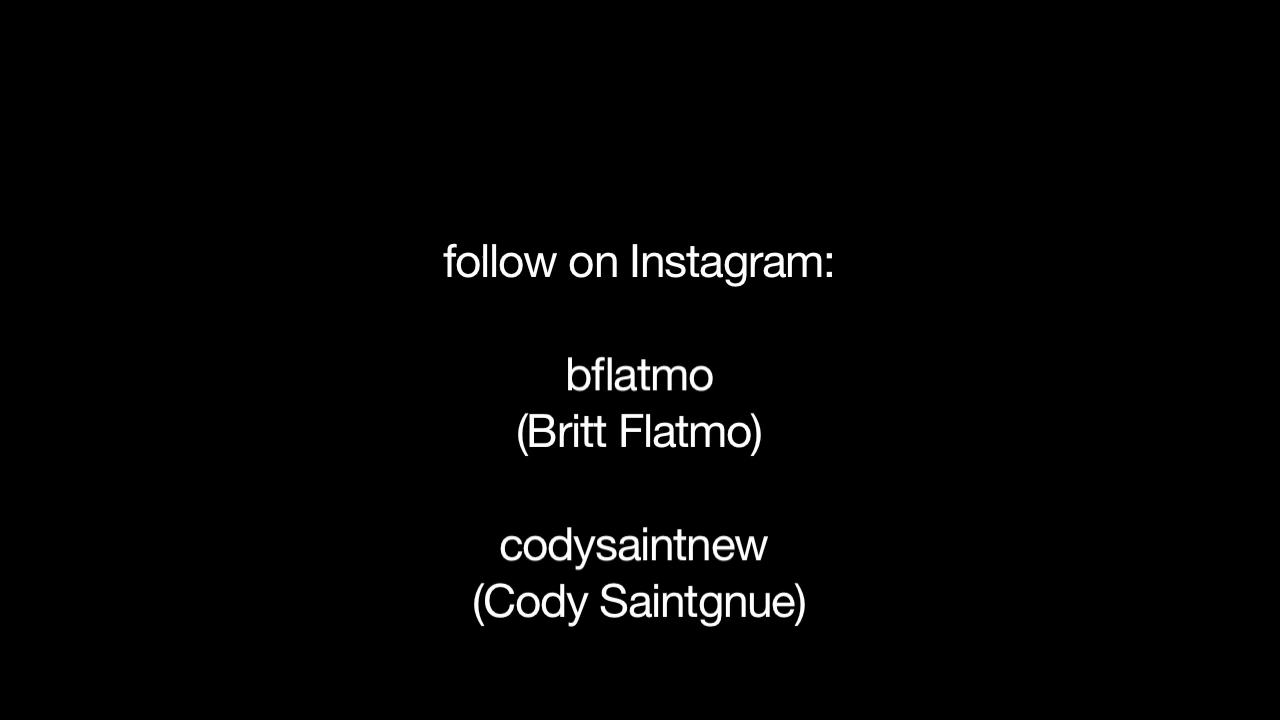 follow on Instagram:
bflatmo
(Britt Flatmo)
codysaintnew
(Cody Saintgnue)